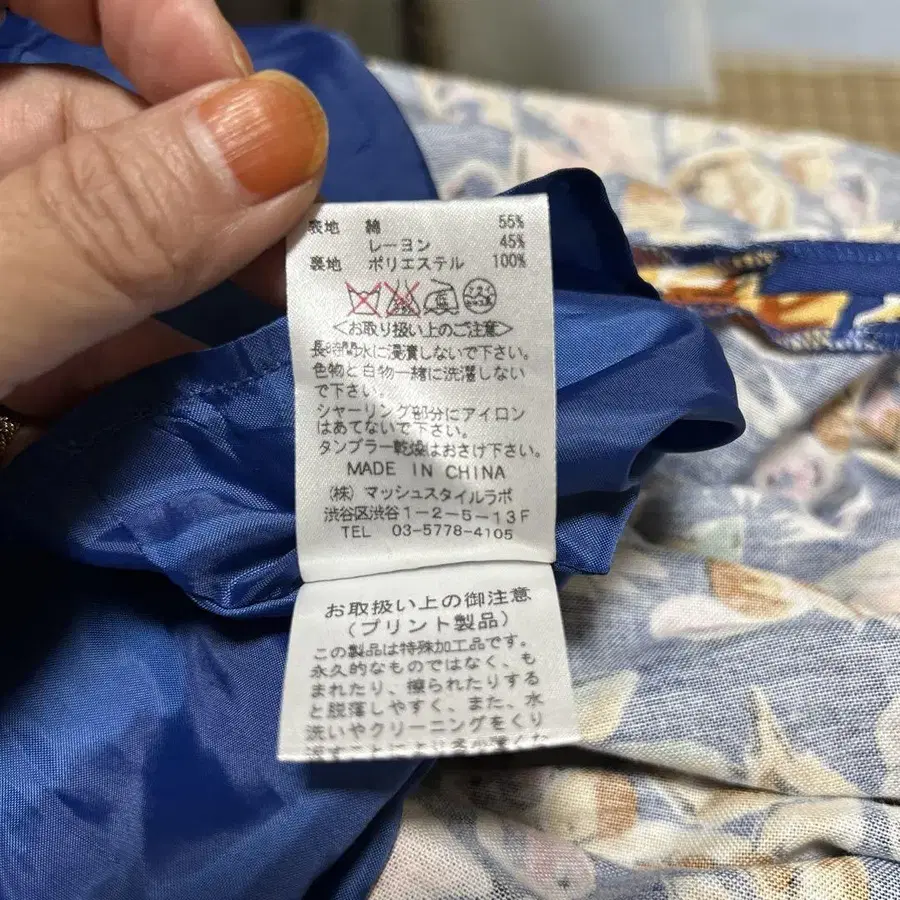 表地 綿 55%
レーヨン 45%
裏地 ポリエステル 100%
<お取り扱い上のご注意>
長時間水に浸漬しないで下さい。
色物と白物一緒に洗濯しない
で下さい。
シャーリング部分にアイロン
はあてないで下さい。
タンブラー乾燥はおさけ下さい。
MADE IN CHINA
(株) マッシュスタイルラボ
渋谷区渋谷1-2-5-13F
TEL 03-5778-4105
お取扱い上の御注意
(プリント製品)
この製品は特殊加工品です。
永久的なものではなく、も
まれたり、擦られたりする
と脱落しやすく、また、水
洗いやクリーニングをくり
返すことにより